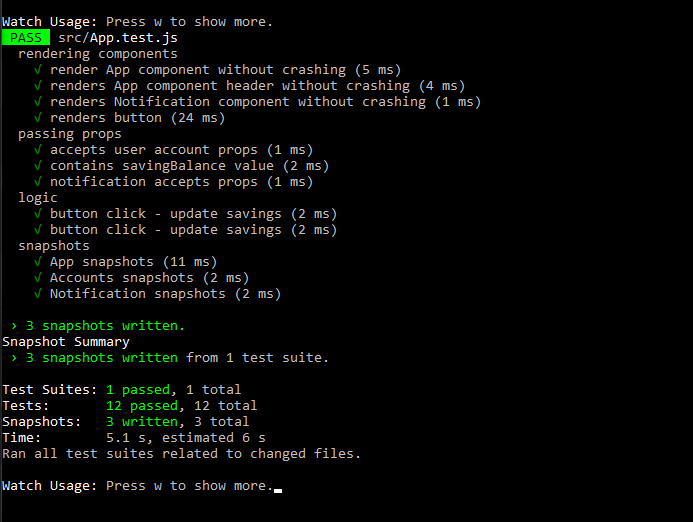 Watch Usage: Press w to show more.
PASS src/App.test.js
rendering components
√ render App component without crashing (5 ms)
√ renders App component header without crashing (4 ms)
√ renders Notification component without crashing (1 ms)
√ renders button (24 ms)
passing props
√ accepts user account props (1 ms)
√ contains savingBalance value (2 ms)
√ notification accepts props (1 ms)
logic
√ button click - update savings (2 ms)
√ button click - update savings (2 ms)
snapshots
√ App snapshots (11 ms)
√ Accounts snapshots (2 ms)
√ Notification snapshots (2 ms)
› 3 snapshots written.
Snapshot Summary
› 3 snapshots written from 1 test suite.
Test Suites: 1 passed, 1 total
Tests: 12 passed, 12 total
Snapshots: 3 written, 3 total
Time: 5.1 s, estimated 6 s
Ran all test suites related to changed files.
Watch Usage: Press w to show more.